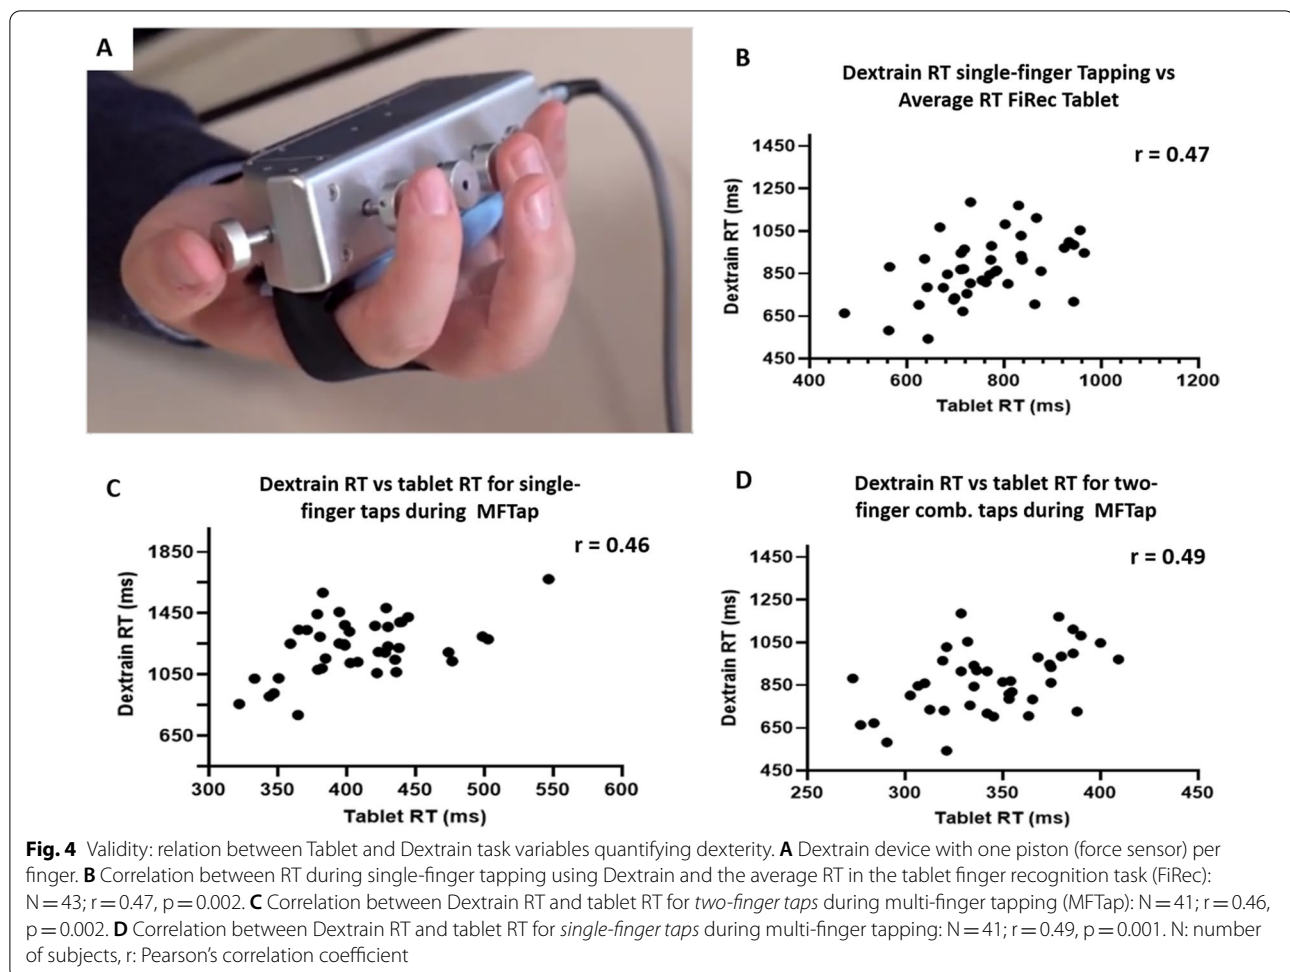 A
B
Dextrain RT single-finger Tapping vs
Average RT FiRec Tablet
r = 0.47
Dextrain RT (ms)
1450
1250
1050
850
650
450
400 600 800 1000 1200
Tablet RT (ms)
C
Dextrain RT vs tablet RT for single-
finger taps during MFTap
r = 0.46
Dextrain RT (ms)
1850
1450
1050
650
300 350 400 450 500 550 600
Tablet RT (ms)
D
Dextrain RT vs tablet RT for two-
finger comb. taps during MFTap
r = 0.49
Dextrain RT (ms)
1450
1250
1050
850
650
450
250 300 350 400 450
Tablet RT (ms)
Fig. 4 Validity: relation between Tablet and Dextrain task variables quantifying dexterity. A Dextrain device with one piston (force sensor) per
finger. B Correlation between RT during single-finger tapping using Dextrain and the average RT in the tablet finger recognition task (FiRec):
N = 43; r = 0.47, p = 0.002. C Correlation between Dextrain RT and tablet RT for two-finger taps during multi-finger tapping (MFTap): N = 41; r = 0.46,
p = 0.002. D Correlation between Dextrain RT and tablet RT for single-finger taps during multi-finger tapping: N = 41; r = 0.49, p = 0.001. N: number
of subjects, r: Pearson's correlation coefficient